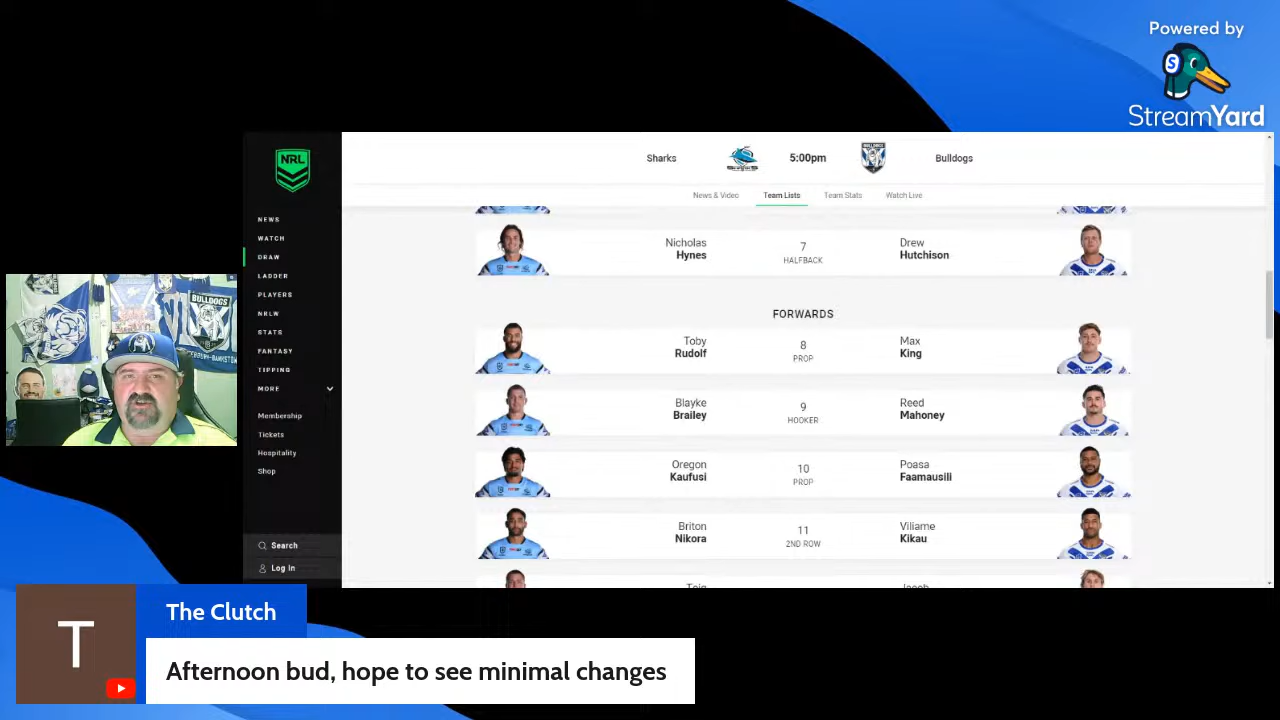 Powered by
StreamYard
NRL
Sharks
5:00pm
Bulldogs
News & Video
Team Lists
Team Stats
Watch Live
NEWS
WATCH
DRAW
LADDER
PLAYERS
NRLW
STATS
FANTASY
TIPPING
MORE
Membership
Tickets
Hospitality
Shop
Search
Log In
Nicholas
Hynes
7
HALFBACK
Drew
Hutchison
FORWARDS
Toby
Rudolf
8
PROP
Max
King
Blayke
Brailey
9
HOOKER
Reed
Mahoney
Oregon
Kaufusi
10
PROP
Poasa
Faamausili
Briton
Nikora
11
2ND ROW
Viliame
Kikau
Teig
Jacob
BULLDOGS
T
The Clutch
Afternoon bud, hope to see minimal changes